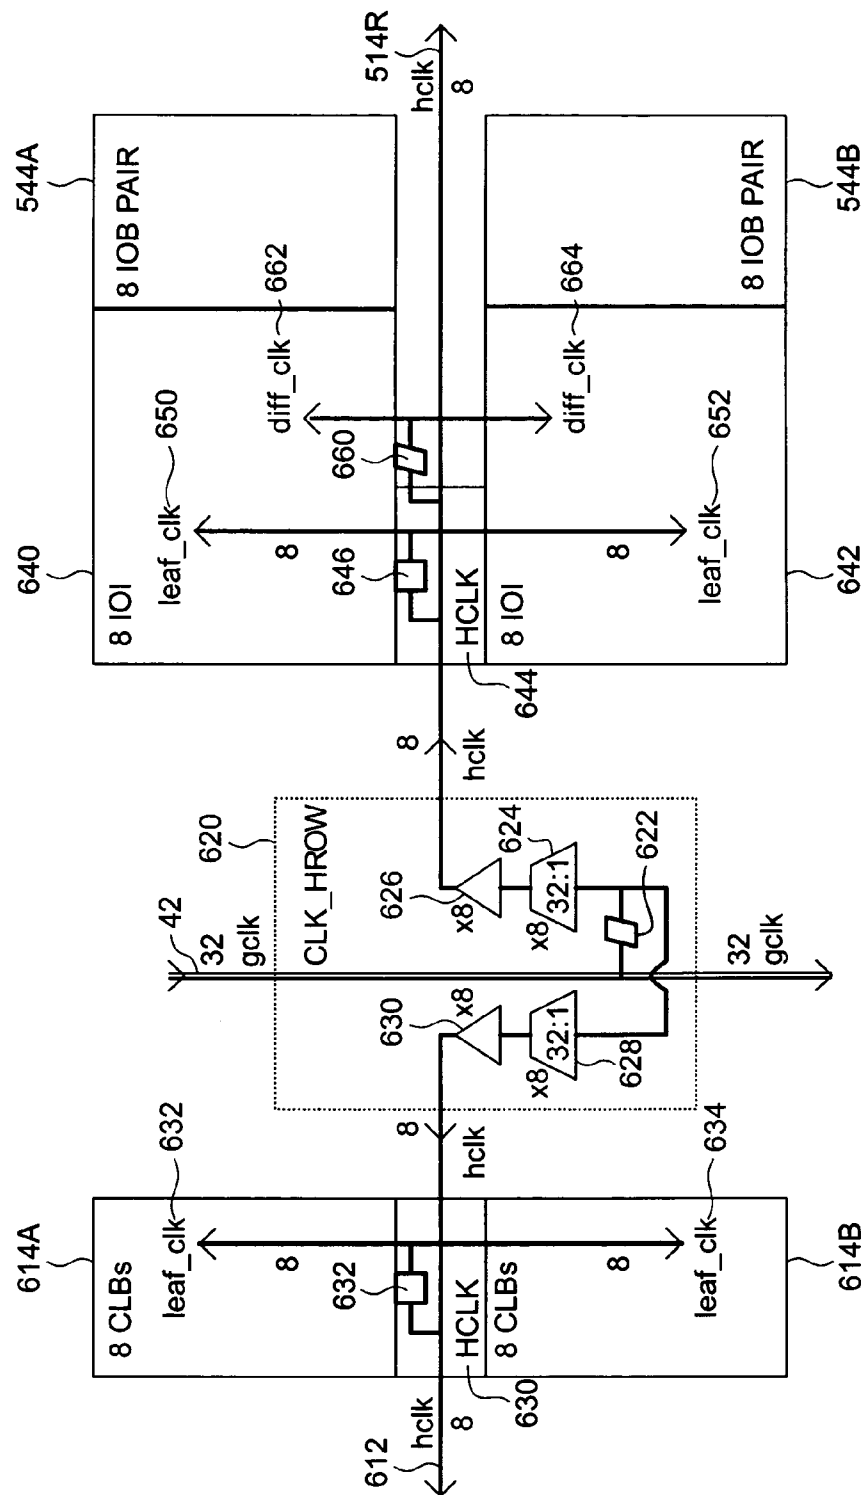 614A
8 CLBs
leaf_clk
632
8
632
612
hclk
8
HCLK
630
8 CLBs
8
leaf_clk
634
614B
8
hclk
42
32
gclk
620
CLK_HROW
630
x8
626
x8
x8
32:1
628
x8
32:1
624
622
32
gclk
8
hclk
640
8 IOI
leaf_clk
650
8
646
HCLK
644
8 IOI
8
leaf_clk
652
642
660
diff_clk
662
diff_clk
664
544A
8 IOB PAIR
514R
hclk
8
8 IOB PAIR
544B